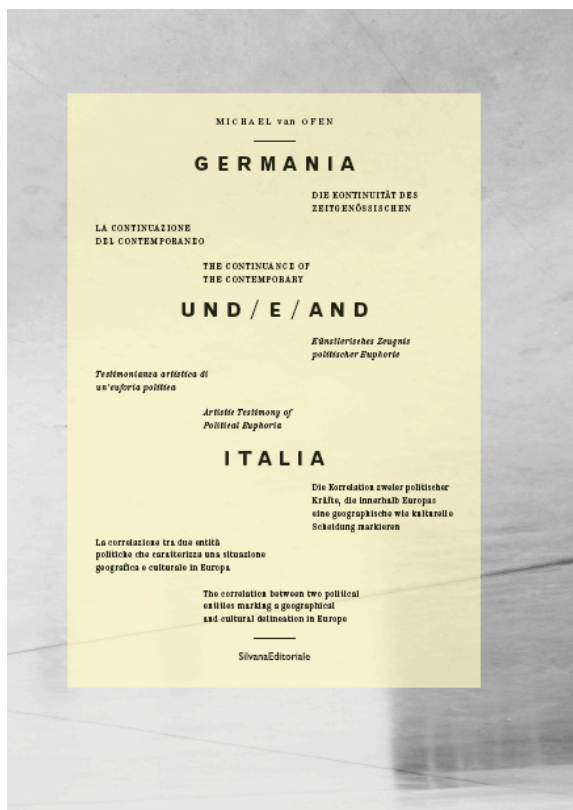 MICHAEL van OFEN
GERMANIA
DIE KONTINUITÄT DES
ZEITGENÖSSISCHEN
LA CONTINUAZIONE
DEL CONTEMPORANEO
THE CONTINUANCE OF
THE CONTEMPORARY
UND/E/AND
Künstlerisches Zeugnis
politischer Euphorie
Testimonianza artistica di
un'euforia politica
Artistic Testimony of
Political Euphoria
ITALIA
Die Korrelation zweier politischer
Kräfte, die innerhalb Europas
eine geographische wie kulturelle
Scheidung markieren
La correlazione tra due entità
politiche che caratterizza una situazione
geografica e culturale in Europa
The correlation between two political
entities marking a geographical
and cultural delineation in Europe
SilvanaEditoriale